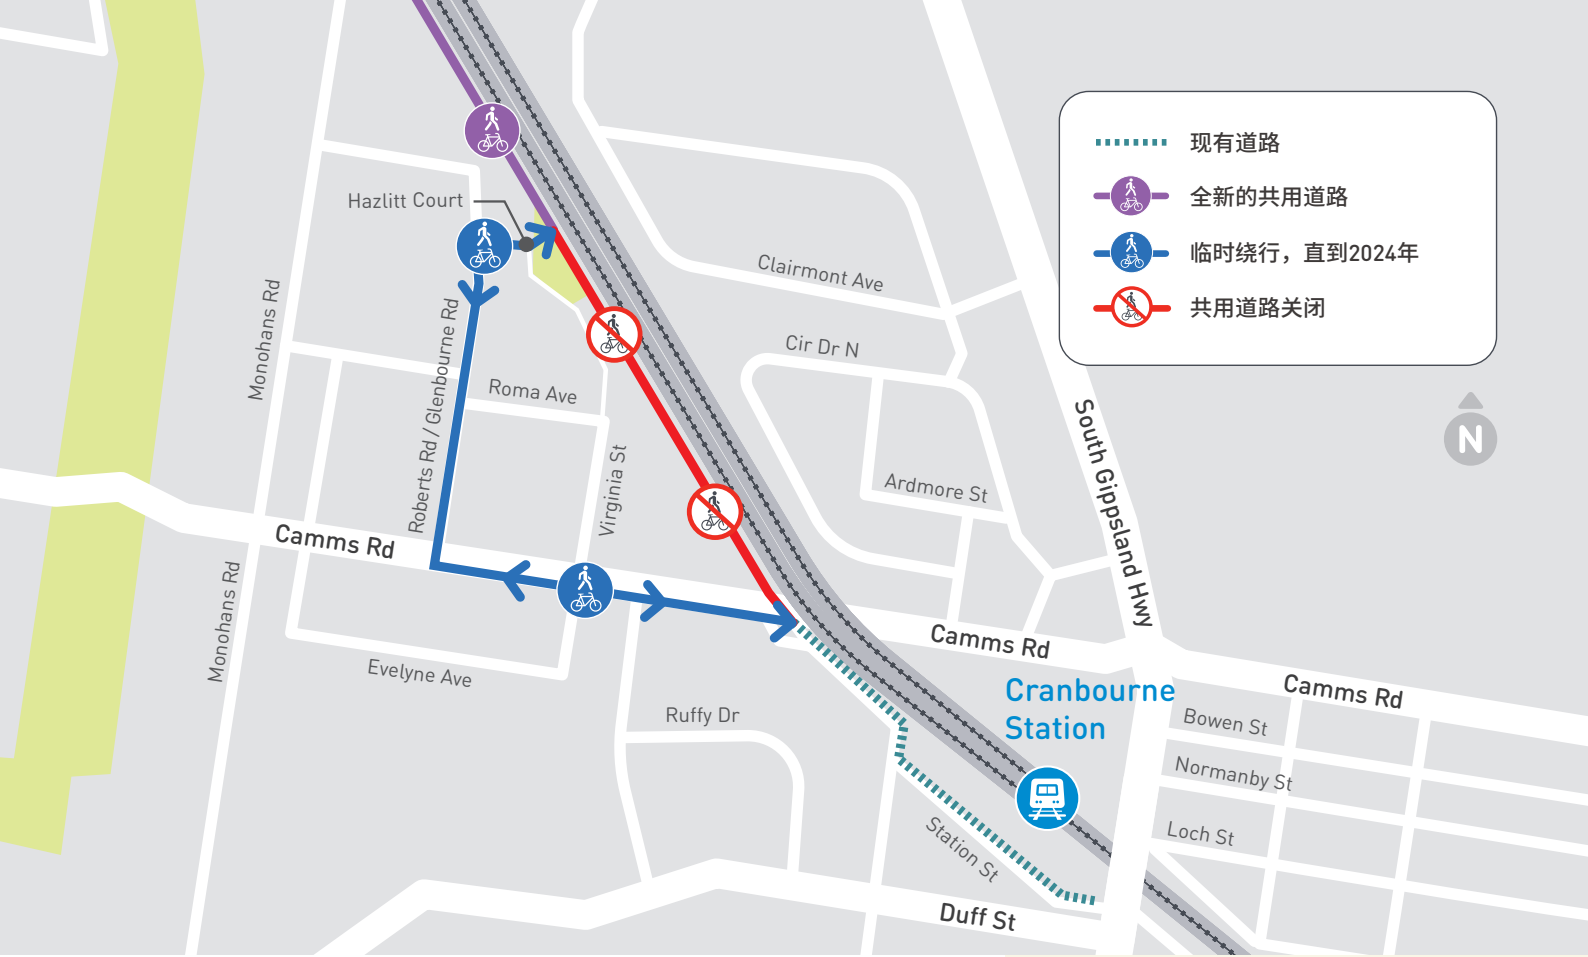 现有道路
全新的共用道路
临时绕行，直到2024年
共用道路关闭
N
Hazlitt Court
Monohans Rd
Roberts Rd / Glenbourne Rd
Roma Ave
Virginia St
Clairmont Ave
Cir Dr N
Ardmore St
South Gippsland Hwy
Camms Rd
Monohans Rd
Evelyne Ave
Ruffy Dr
Camms Rd
Cranbourne
Station
Camms Rd
Bowen St
Normanby St
Loch St
Station St
Duff St